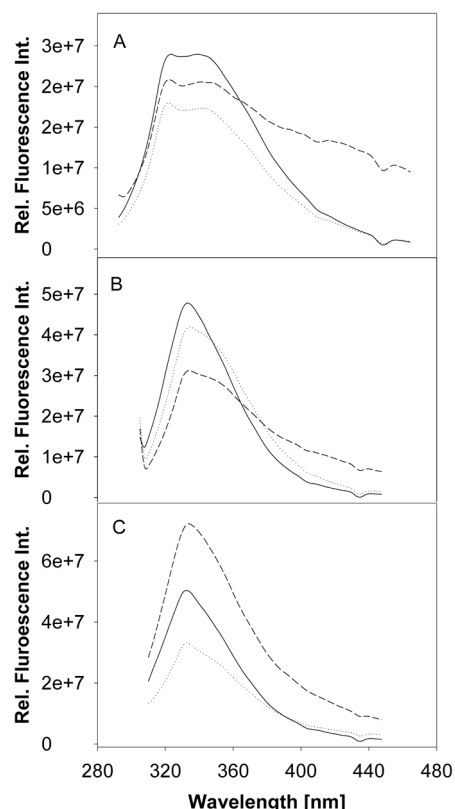 A
Rel. Fluorescence Int.
3e+7
2e+7
2e+7
1e+7
5e+6
0
B
Rel. Fluorescence Int.
5e+7
4e+7
3e+7
2e+7
1e+7
0
C
Rel. Fluroescence Int.
6e+7
4e+7
2e+7
0
280 320 360 400 440 480
Wavelength [nm]